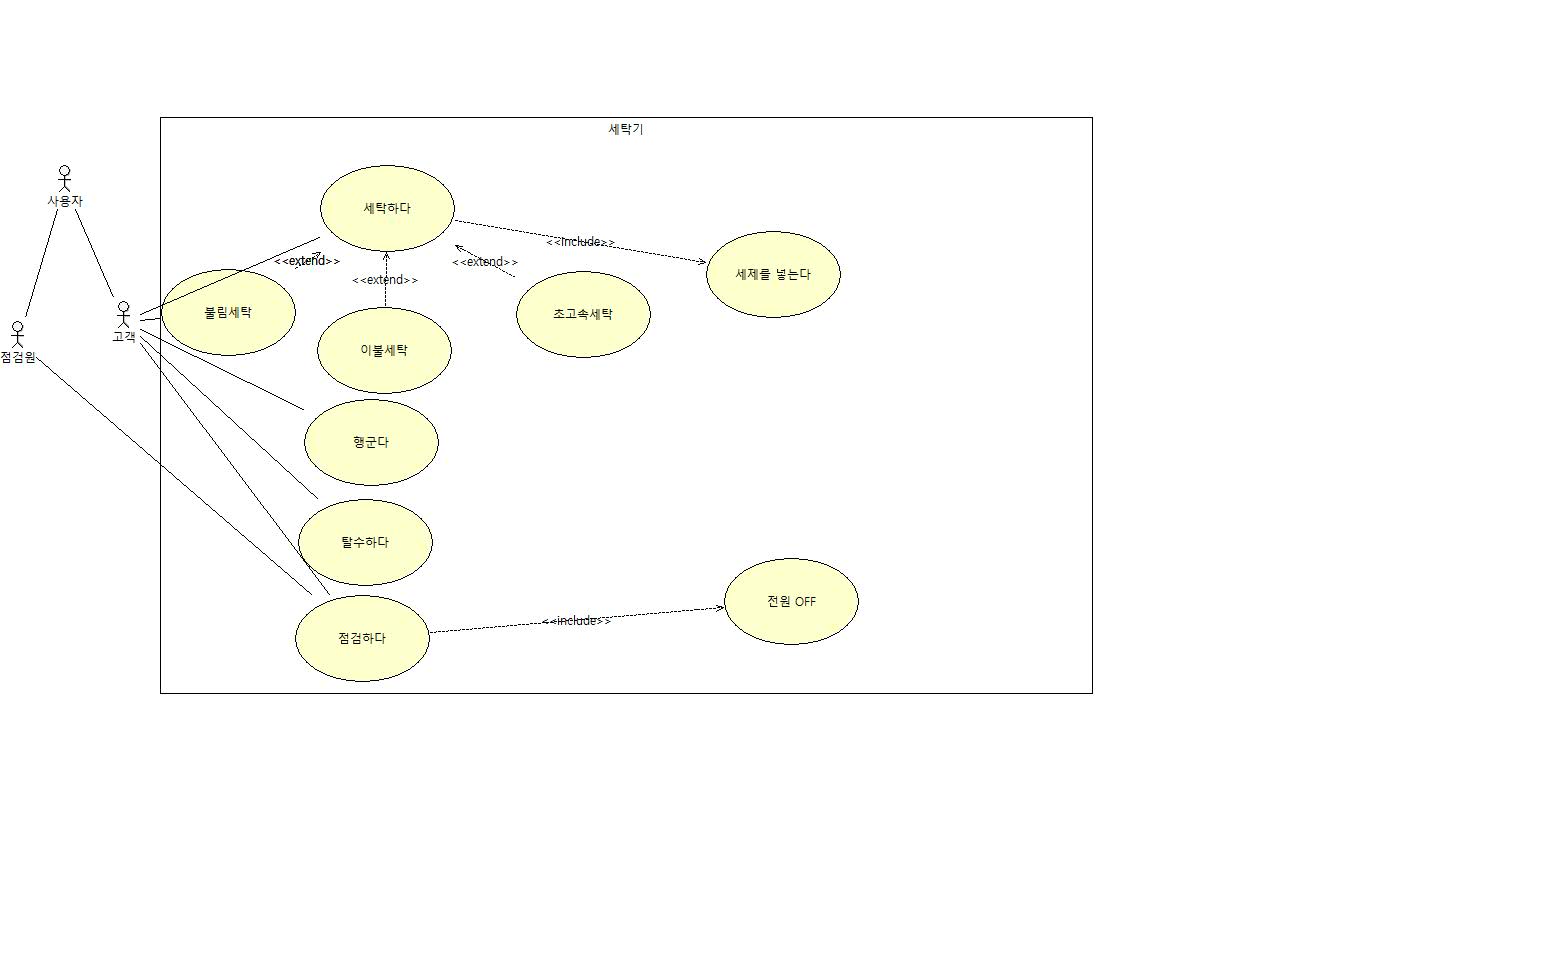 세탁기
사용자
세탁하다
<<include>>
<<extend>>
<<extend>>
<<extend>>
세제를 넣는다
불림세탁
초고속세탁
고객
이불세탁
점검원
행군다
탈수하다
전원 OFF
<<include>>
점검하다